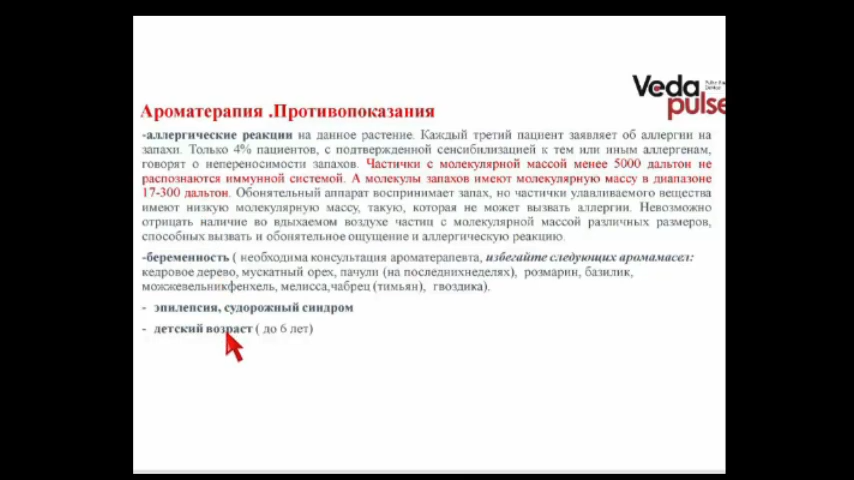 Veda
pulse
Ароматерапия .Противопоказания
-аллергические реакции на данное растение. Каждый третий пациент заявляет об аллергии на
запахи. Только 4% пациентов, с подтвержденной сенсибилизацией к тем или иным аллергенам,
говорят о непереносимости запахов. Частички с молекулярной массой менее 5000 дальтон не
распознаются иммунной системой. А молекулы запахов имеют молекулярную массу в диапазоне
17-300 дальтон. Обонятельный аппарат воспринимает запах, но частички улавливаемого вещества
имеют низкую молекулярную массу, такую, которая не может вызвать аллергии. Невозможно
отрицать наличие во вдыхаемом воздухе частиц с молекулярной массой различных размеров,
способных вызвать и обонятельное ощущение и аллергическую реакцию.
-беременность ( необходима консультация ароматерапевта, избегайте следующих аромамасел:
кедровое дерево, мускатный орех, пачули (на последнихнеделях), розмарин, базилик,
можжевельникфенхель, мелисса,чабрец (тимьян), гвоздика).
- эпилепсия, судорожный синдром
- детский возраст ( до 6 лет)